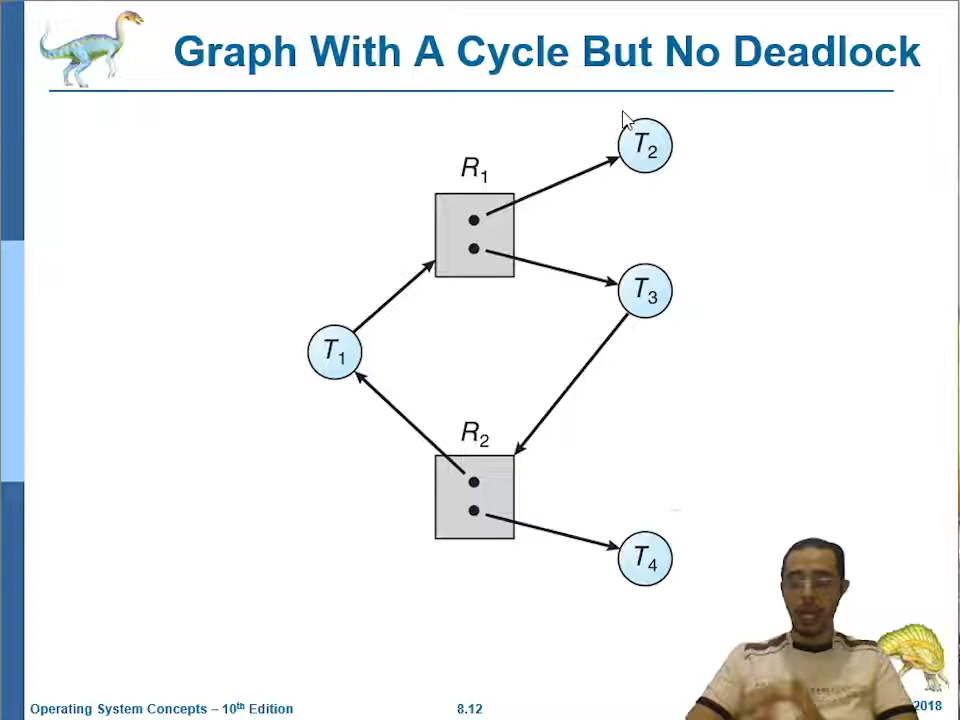 Graph With A Cycle But No Deadlock
T2
R1
T3
T1
R2
T4
Operating System Concepts – 10th Edition
8.12
2018